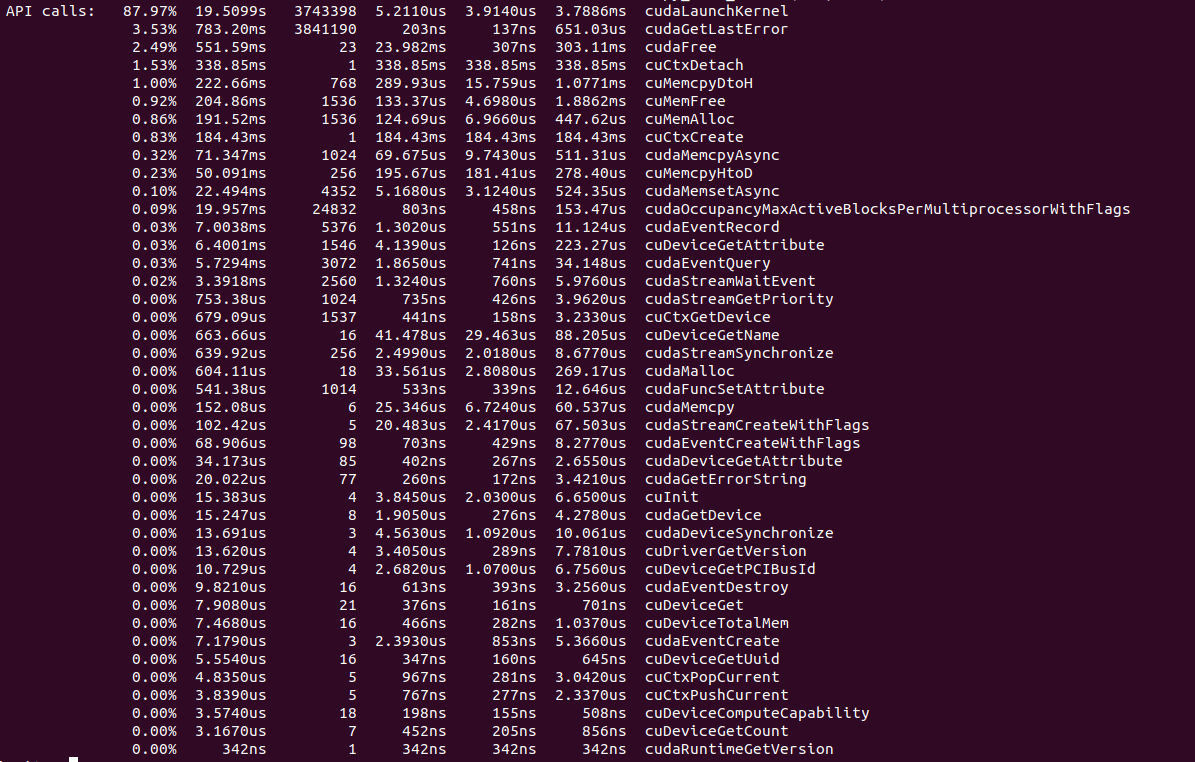 API calls: 87.97% 19.5099s 3743398 5.2110us 3.9140us 3.7886ms cudaLaunchKernel
3.53% 783.20ms 3841190 203ns 137ns 651.03us cudaGetLastError
2.49% 551.59ms 23 23.982ms 307ns 303.11ms cudaFree
1.53% 338.85ms 1 338.85ms 338.85ms 338.85ms cuCtxDetach
1.00% 222.66ms 768 289.93us 15.759us 1.0771ms cuMemcpyDtoH
0.92% 204.86ms 1536 133.37us 4.6980us 1.8862ms cuMemFree
0.86% 191.52ms 1536 124.69us 6.9660us 447.62us cuMemAlloc
0.83% 184.43ms 1 184.43ms 184.43ms 184.43ms cuCtxCreate
0.32% 71.347ms 1024 69.675us 9.7430us 511.31us cudaMemcpyAsync
0.23% 50.091ms 256 195.67us 181.41us 278.40us cuMemcpyHtoD
0.10% 22.494ms 4352 5.1680us 3.1240us 524.35us cudaMemsetAsync
0.09% 19.957ms 24832 803ns 458ns 153.47us cudaOccupancyMaxActiveBlocksPerMultiprocessorWithFlags
0.03% 7.0038ms 5376 1.3020us 551ns 11.124us cudaEventRecord
0.03% 6.4001ms 1546 4.1390us 126ns 223.27us cuDeviceGetAttribute
0.03% 5.7294ms 3072 1.8650us 741ns 34.148us cudaEventQuery
0.02% 3.3918ms 2560 1.3240us 760ns 5.9760us cudaStreamWaitEvent
0.00% 753.38us 1024 735ns 426ns 3.9620us cudaStreamGetPriority
0.00% 679.09us 1537 441ns 158ns 3.2330us cuCtxGetDevice
0.00% 663.66us 16 41.478us 29.463us 88.205us cuDeviceGetName
0.00% 639.92us 256 2.4990us 2.0180us 8.6770us cudaStreamSynchronize
0.00% 604.11us 18 33.561us 2.8080us 269.17us cudaMalloc
0.00% 541.38us 1014 533ns 339ns 12.646us cudaFuncSetAttribute
0.00% 152.08us 6 25.346us 6.7240us 60.537us cudaMemcpy
0.00% 102.42us 5 20.483us 2.4170us 67.503us cudaStreamCreateWithFlags
0.00% 68.906us 98 703ns 429ns 8.2770us cudaEventCreateWithFlags
0.00% 34.173us 85 402ns 267ns 2.6550us cudaDeviceGetAttribute
0.00% 20.022us 77 260ns 172ns 3.4210us cudaGetErrorString
0.00% 15.383us 4 3.8450us 2.0300us 6.6500us cuInit
0.00% 15.247us 8 1.9050us 276ns 4.2780us cudaGetDevice
0.00% 13.691us 3 4.5630us 1.0920us 10.061us cudaDeviceSynchronize
0.00% 13.620us 4 3.4050us 289ns 7.7810us cuDriverGetVersion
0.00% 10.729us 4 2.6820us 1.0700us 6.7560us cuDeviceGetPCIBusId
0.00% 9.8210us 16 613ns 393ns 3.2560us cudaEventDestroy
0.00% 7.9080us 21 376ns 161ns 701ns cuDeviceGet
0.00% 7.4680us 16 466ns 282ns 1.0370us cuDeviceTotalMem
0.00% 7.1790us 3 2.3930us 853ns 5.3660us cudaEventCreate
0.00% 5.5540us 16 347ns 160ns 645ns cuDeviceGetUuid
0.00% 4.8350us 5 967ns 281ns 3.0420us cuCtxPopCurrent
0.00% 3.8390us 5 767ns 277ns 2.3370us cuCtxPushCurrent
0.00% 3.5740us 18 198ns 155ns 508ns cuDeviceComputeCapability
0.00% 3.1670us 7 452ns 205ns 856ns cuDeviceGetCount
0.00% 342ns 1 342ns 342ns 342ns cudaRuntimeGetVersion